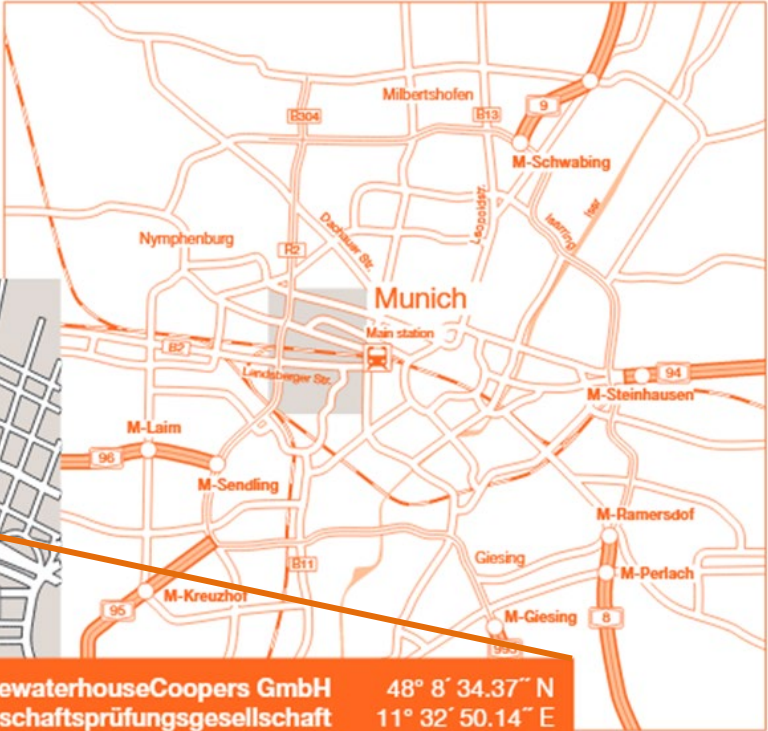 Milbertshofen
9
B304
B13
M-Schwabing
Leopoldstr.
Isar
Isarring
Dachauer Str.
Nymphenburg
R2
Munich
Main station
B2
Landsberger Str.
94
M-Steinhausen
M-Laim
96
M-Sendling
M-Ramersdof
Giesing
B11
M-Perlach
M-Kreuzhof
95
M-Giesing
8
995
ewaterhouseCoopers GmbH 48° 8´ 34.37˝ N
schaftsprüfungsgesellschaft 11° 32´ 50.14˝ E